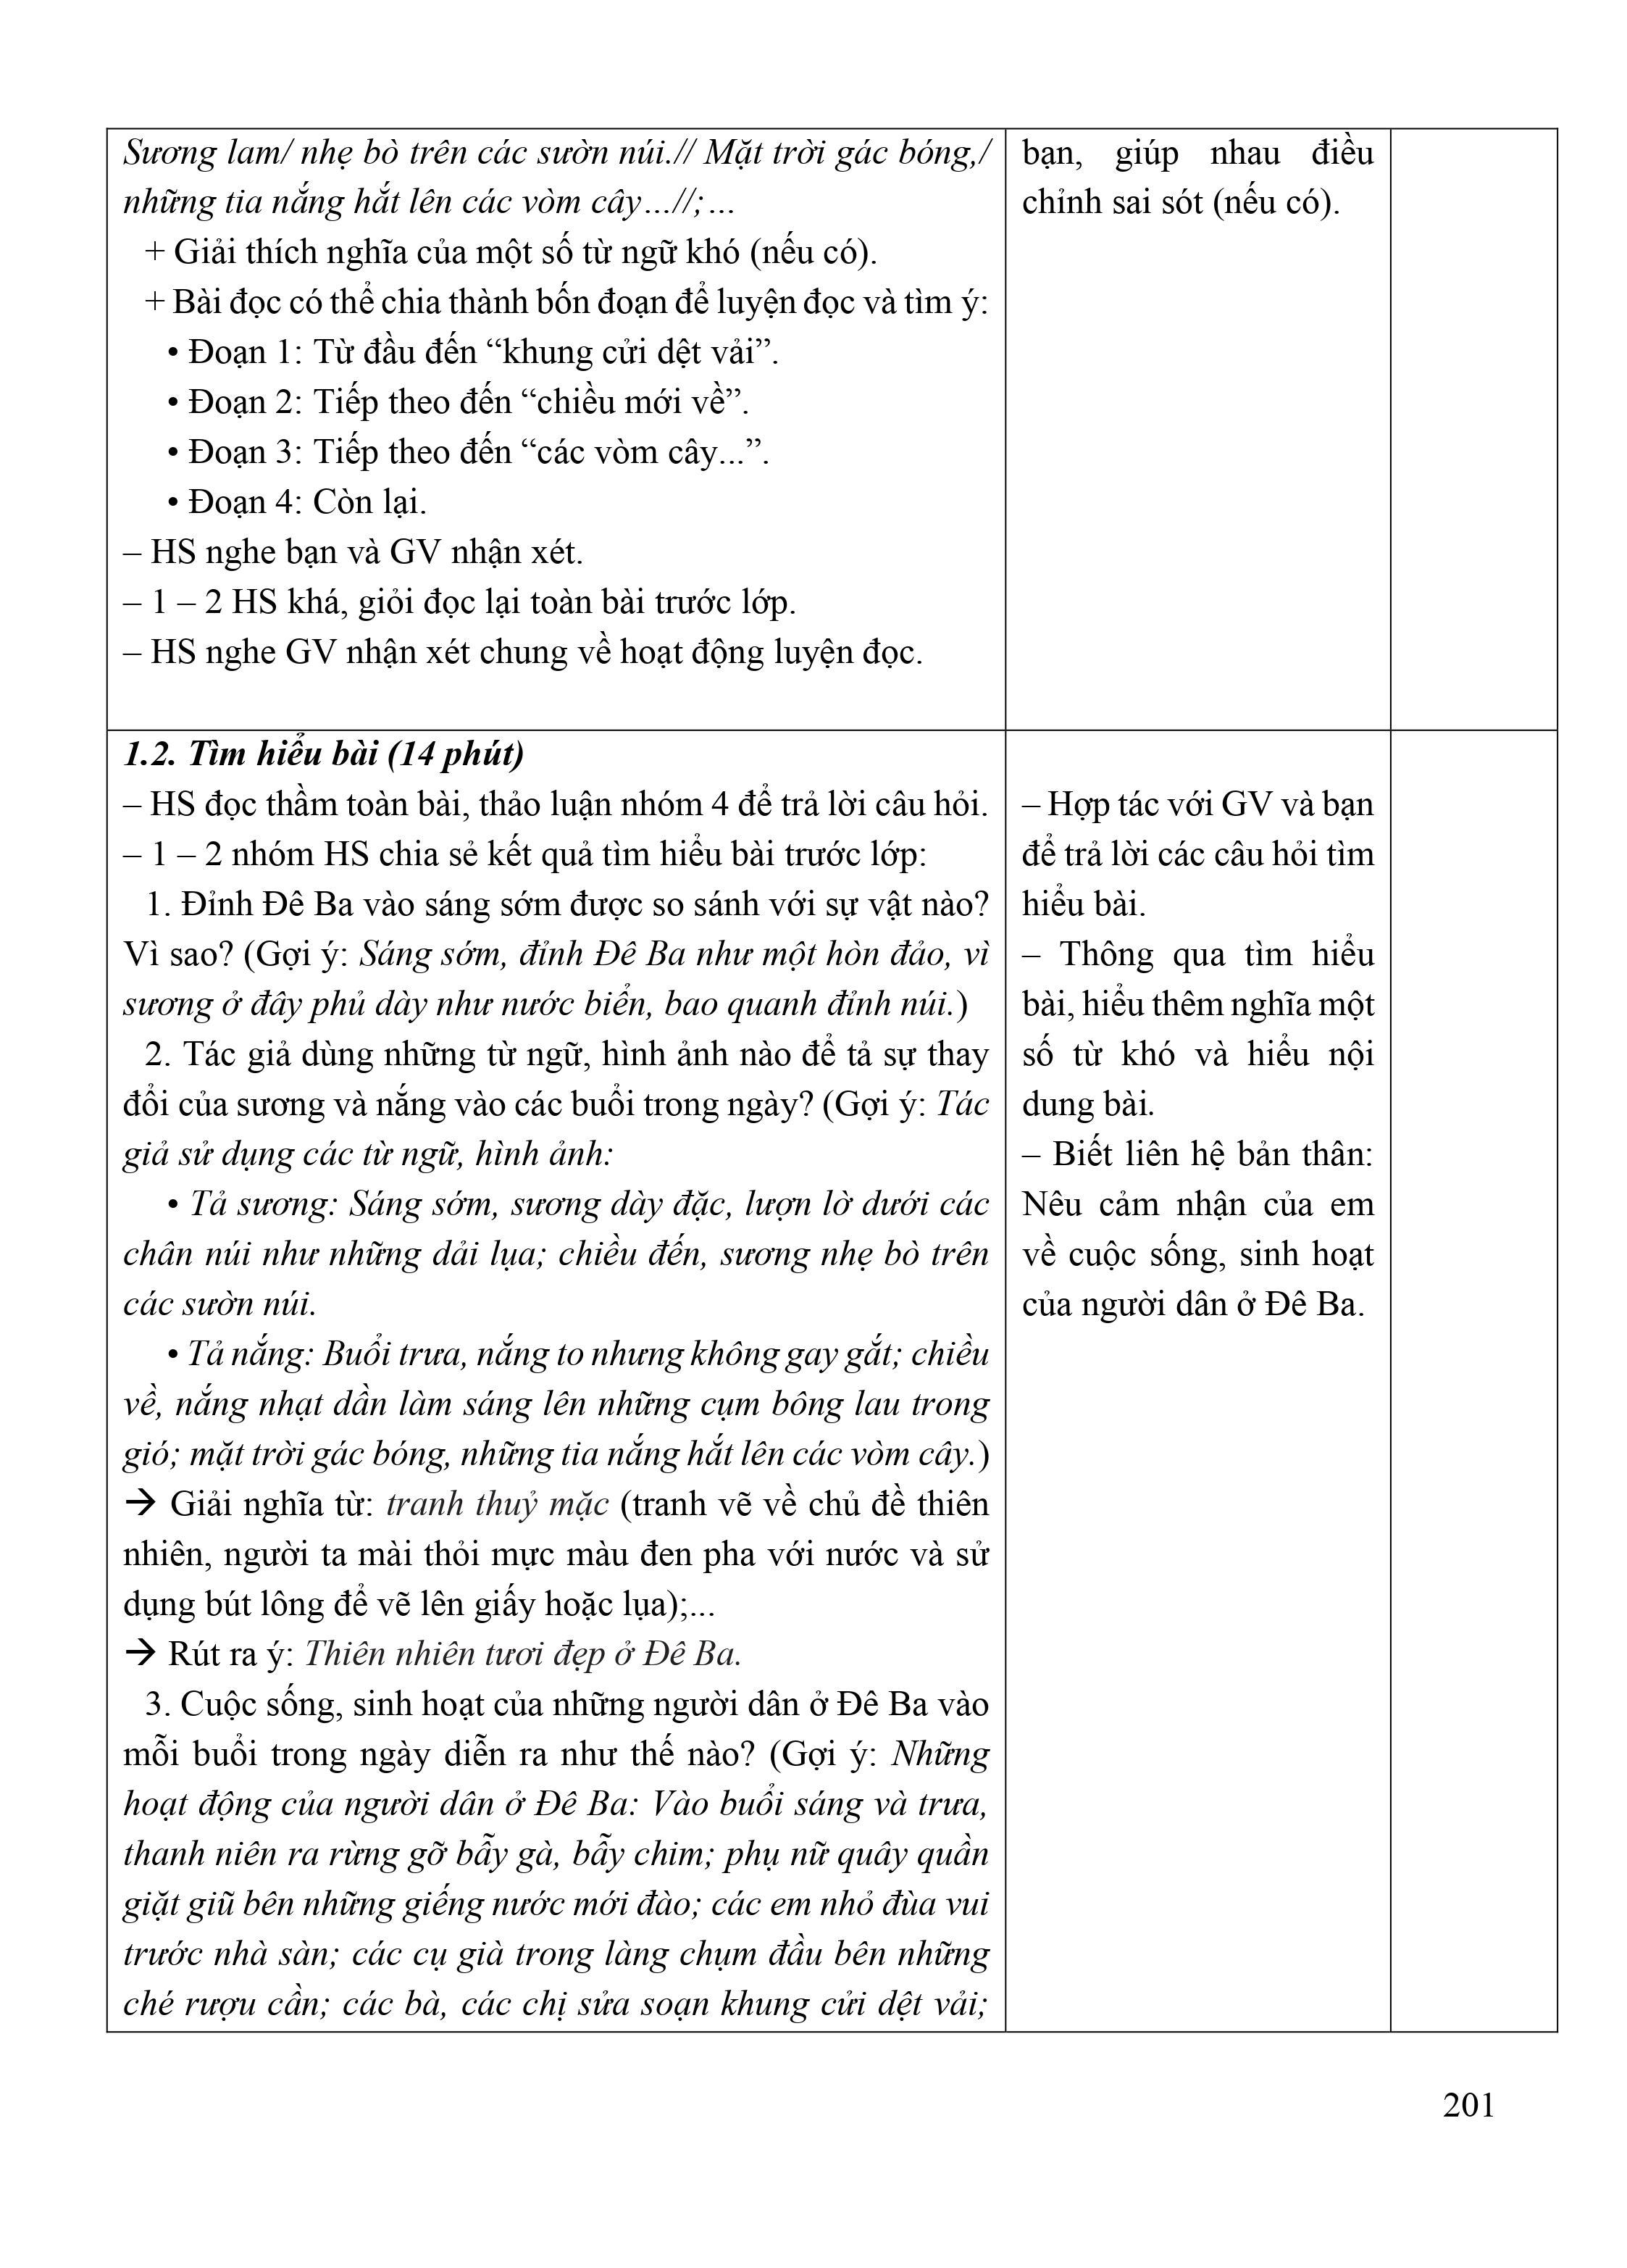 Sương lam/ nhẹ bò trên các sườn núi.// Mặt trời gác bóng,/
những tia nắng hắt lên các vòm cây…//;…
+ Giải thích nghĩa của một số từ ngữ khó (nếu có).
+ Bài đọc có thể chia thành bốn đoạn để luyện đọc và tìm ý:
• Đoạn 1: Từ đầu đến “khung cửi dệt vải”.
• Đoạn 2: Tiếp theo đến “chiều mới về”.
• Đoạn 3: Tiếp theo đến “các vòm cây...”.
• Đoạn 4: Còn lại.
– HS nghe bạn và GV nhận xét.
– 1 – 2 HS khá, giỏi đọc lại toàn bài trước lớp.
– HS nghe GV nhận xét chung về hoạt động luyện đọc.
bạn, giúp nhau điều
chỉnh sai sót (nếu có).
1.2. Tìm hiểu bài (14 phút)
– HS đọc thầm toàn bài, thảo luận nhóm 4 để trả lời câu hỏi.
– 1 – 2 nhóm HS chia sẻ kết quả tìm hiểu bài trước lớp:
1. Đỉnh Đê Ba vào sáng sớm được so sánh với sự vật nào?
Vì sao? (Gợi ý: Sáng sớm, đỉnh Đê Ba như một hòn đảo, vì
sương ở đây phủ dày như nước biển, bao quanh đỉnh núi.)
2. Tác giả dùng những từ ngữ, hình ảnh nào để tả sự thay
đổi của sương và nắng vào các buổi trong ngày? (Gợi ý: Tác
giả sử dụng các từ ngữ, hình ảnh:
• Tả sương: Sáng sớm, sương dày đặc, lượn lờ dưới các
chân núi như những dải lụa; chiều đến, sương nhẹ bò trên
các sườn núi.
• Tả nắng: Buổi trưa, nắng to nhưng không gay gắt; chiều
về, nắng nhạt dần làm sáng lên những cụm bông lau trong
gió; mặt trời gác bóng, những tia nắng hắt lên các vòm cây.)
→ Giải nghĩa từ: tranh thuỷ mặc (tranh vẽ về chủ đề thiên
nhiên, người ta mài thỏi mực màu đen pha với nước và sử
dụng bút lông để vẽ lên giấy hoặc lụa);...
→ Rút ra ý: Thiên nhiên tươi đẹp ở Đê Ba.
3. Cuộc sống, sinh hoạt của những người dân ở Đê Ba vào
mỗi buổi trong ngày diễn ra như thế nào? (Gợi ý: Những
hoạt động của người dân ở Đê Ba: Vào buổi sáng và trưa,
thanh niên ra rừng gỡ bẫy gà, bẫy chim; phụ nữ quây quần
giặt giũ bên những giếng nước mới đào; các em nhỏ đùa vui
trước nhà sàn; các cụ già trong làng chụm đầu bên những
ché rượu cần; các bà, các chị sửa soạn khung cửi dệt vải;
– Hợp tác với GV và bạn
để trả lời các câu hỏi tìm
hiểu bài.
– Thông qua tìm hiểu
bài, hiểu thêm nghĩa một
số từ khó và hiểu nội
dung bài.
– Biết liên hệ bản thân:
Nêu cảm nhận của em
về cuộc sống, sinh hoạt
của người dân ở Đê Ba.
201